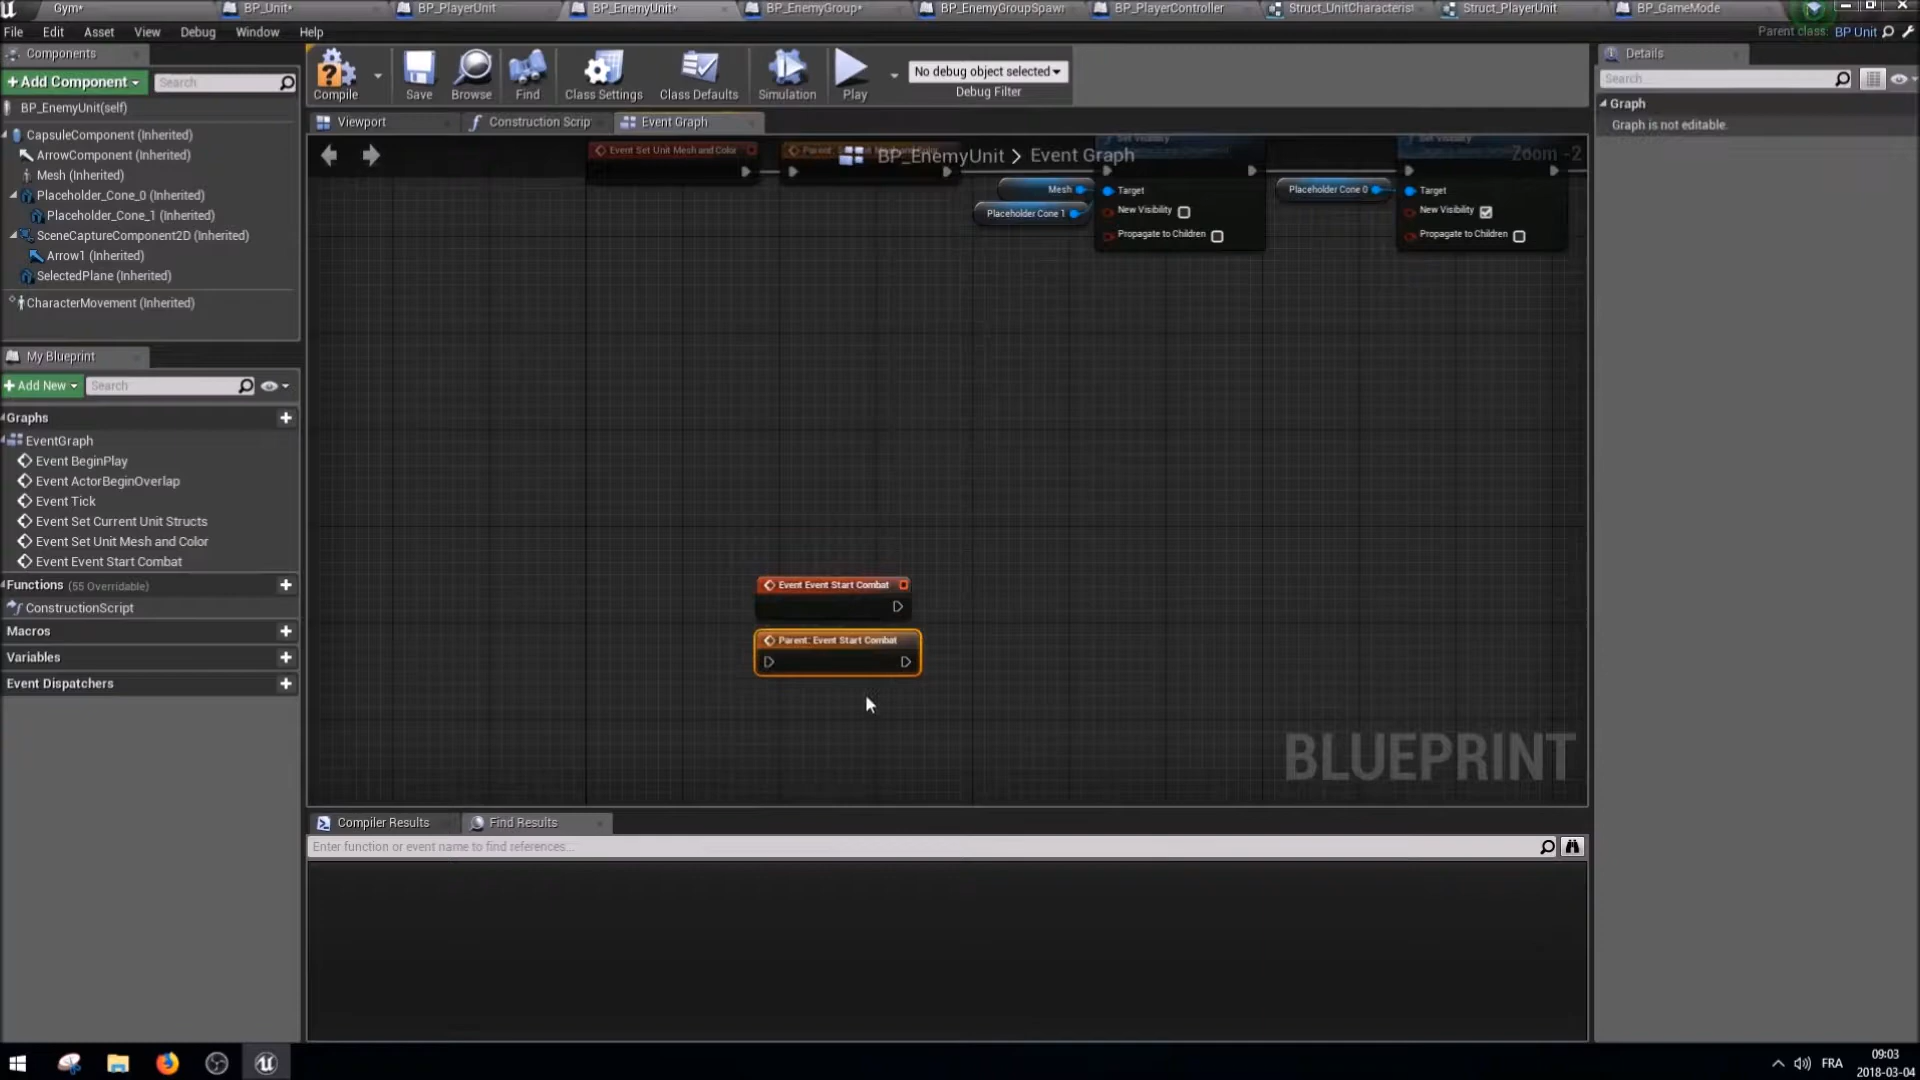 Gym*
BP_Unit*
BP_PlayerUnit
BP_EnemyUnit*
BP_EnemyGroup*
BP_EnemyGroupSpawn
BP_PlayerController
Struct_UnitCharacterist
Struct_PlayerUnit
BP_GameMode
File Edit Asset View Debug Window Help
Parent class: BP Unit
Components
+Add Component
Search
BP_EnemyUnit(self)
CapsuleComponent (Inherited)
ArrowComponent (Inherited)
Mesh (Inherited)
Placeholder_Cone_0 (Inherited)
Placeholder_Cone_1 (Inherited)
SceneCaptureComponent2D (Inherited)
Arrow1 (Inherited)
SelectedPlane (Inherited)
CharacterMovement (Inherited)
My Blueprint
+Add New
Search
Graphs
EventGraph
Event BeginPlay
Event ActorBeginOverlap
Event Tick
Event Set Current Unit Structs
Event Set Unit Mesh and Color
Event Event Start Combat
Functions (55 Overridable)
ConstructionScript
Macros
Variables
Event Dispatchers
Compile
Save
Browse
Find
Class Settings
Class Defaults
Simulation
Play
No debug object selected
Debug Filter
Viewport
Construction Scrip
Event Graph
BP_EnemyUnit > Event Graph
Zoom -2
Event Set Unit Mesh and Color
Set Visibility
Mesh
Placeholder Cone 1
Target
New Visibility
Propagate to Children
Placeholder Cone 0
Set Visibility
Target
New Visibility
Propagate to Children
Event Event Start Combat
Parent: Event Start Combat
BLUEPRINT
Compiler Results
Find Results
Enter function or event name to find references...
Details
Search
Graph
Graph is not editable.
FRA
09:03
2018-03-04